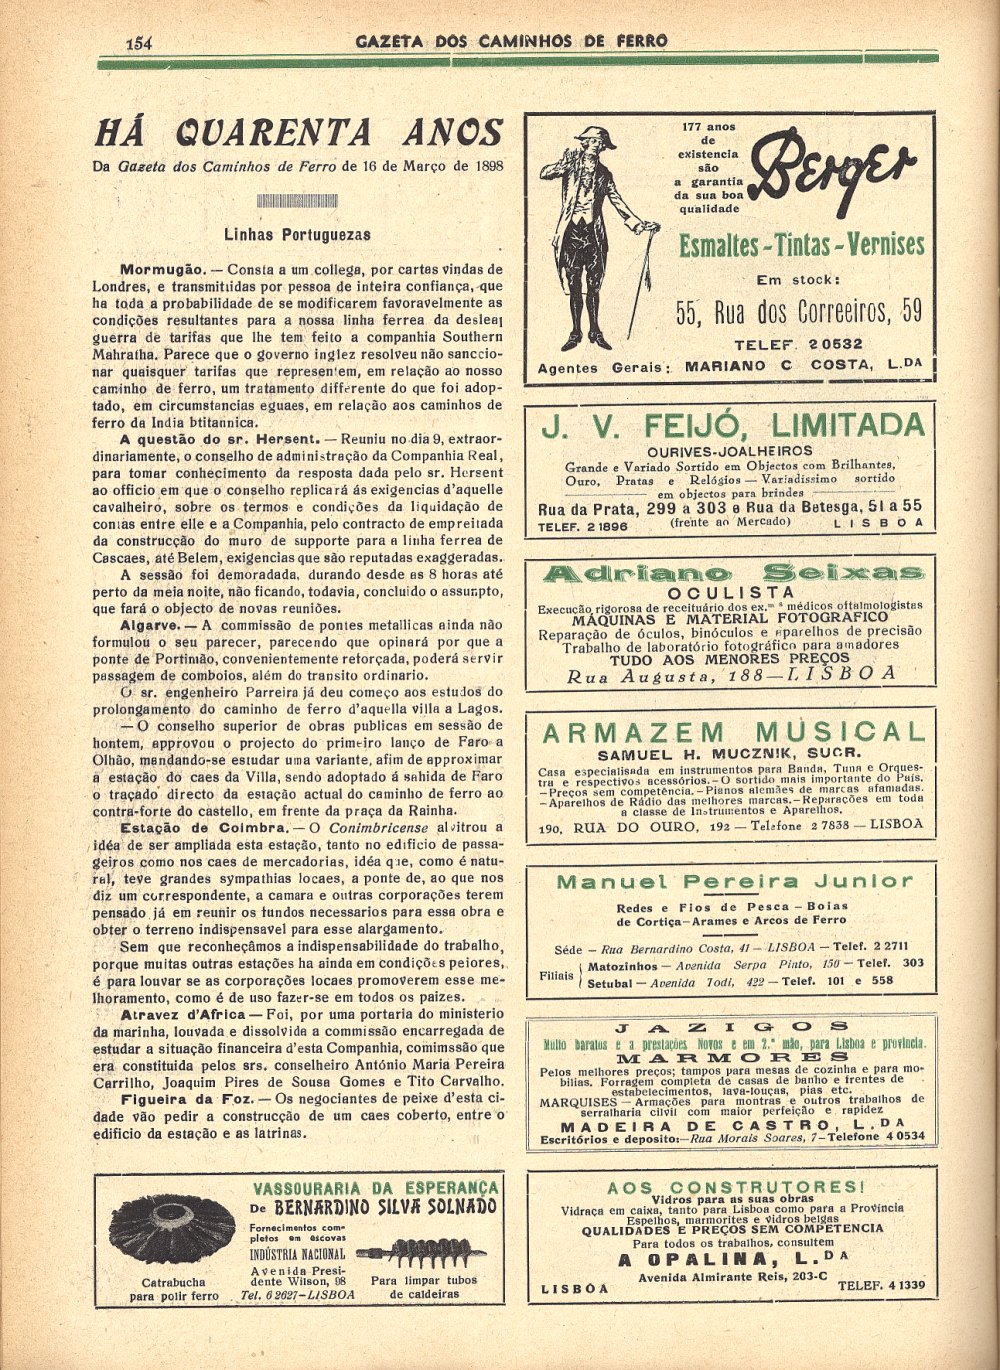 154
GAZETA DOS CAMINHOS DE FERRO
HÁ QUARENTA ANOS
Da Gazeta dos Caminhos de Ferro de 16 de Março de 1898
Linhas Portuguezas
Mormugão. — Consta a um collega, por cartas vindas de
Londres, e transmittidas por pessoa de inteira confiança, que
ha toda a probabilidade de se modificarem favoravelmente as
condições resultantes para a nossa linha ferrea da desleal
guerra de tarifas que lhe tem feito a companhia Southern
Mahratha. Parece que o governo inglez resolveu não sanccio-
nar quaisquer tarifas que representem, em relação ao nosso
caminho de ferro, um tratamento differente do que foi adop-
tado, em circumstancias eguaes, em relação aos caminhos de
ferro da India btitannica.
A questão do sr. Hersent. — Reuniu no dia 9, extraor-
dinariamente, o conselho de administração da Companhia Real,
para tomar conhecimento da resposta dada pelo sr. Hersent
ao officio em que o conselho replicará ás exigencias d'aquelle
cavalheiro, sobre os termos e condições da liquidação de
contas entre elle e a Companhia, pelo contracto de empreitada
da construcção do muro de supporte para a linha ferrea de
Cascaes, até Belem, exigencias que são reputadas exaggeradas.
A sessão foi demorada, durando desde as 8 horas até
perto da meia noite, não ficando, todavia, concluido o assunpto,
que fará o objecto de novas reuniões.
Algarve. — A commissão de pontes metallicas ainda não
formulou o seu parecer, parecendo que opinará por que a
ponte de Portimão, convenientemente reforçada, poderá servir
passagem de comboios, além do transito ordinario.
O sr. engenheiro Parreira já deu começo aos estudos do
prolongamento do caminho de ferro d'aquella villa a Lagos.
— O conselho superior de obras publicas em sessão de
hontem, approvou o projecto do primeiro lanço de Faro a
Olhão, mandando-se estudar uma variante, afim de approximar
a estação do caes da Villa, sendo adoptado á sahida de Faro
o traçado directo da estação actual do caminho de ferro ao
contra-forte do castello, em frente da praça da Rainha.
Estação de Coimbra. — O Conimbricense alvitrou a
idéa de ser ampliada esta estação, tanto no edificio de passa-
geiros como nos caes de mercadorias, idéa que, como é natu-
ral, teve grandes sympathias locaes, a ponte de, ao que nos
diz um correspondente, a camara e outras corporações terem
pensado já em reunir os fundos necessarios para essa obra e
obter o terreno indispensavel para esse alargamento.
Sem que reconheçâmos a indispensabilidade do trabalho,
porque muitas outras estações ha ainda em condições peiores,
é para louvar se as corporações locaes promoverem esse me-
lhoramento, como é de uso fazer-se em todos os paizes.
Atravez d'Africa — Foi, por uma portaria do ministerio
da marinha, louvada e dissolvida a commissão encarregada de
estudar a situação financeira d'esta Companhia, comimssão que
era constituida pelos srs. conselheiro António Maria Pereira
Carrilho, Joaquim Pires de Sousa Gomes e Tito Carvalho.
Figueira da Foz. — Os negociantes de peixe d'esta ci-
dade vão pedir a construcção de um caes coberto, entre o
edificio da estação e as latrinas.
VASSOURARIA DA ESPERANÇA
De BERNARDINO SILVA SOLNADO
Fornecimentos com-
pletos em escovas
INDÚSTRIA NACIONAL
Avenida Presi-
dente Wilson, 98
Tel. 62627-LISBOA
Catrabucha
para polir ferro
Para limpar tubos
de caldeiras
177 anos
de
existencia
são
a garantia
da sua boa
qualidade
Berger
Esmaltes - Tintas - Vernises
Em stock:
55, Rua dos Correeiros, 59
TELEF. 20532
Agentes Gerais: MARIANO C COSTA, L.DA
J. V. FEIJÓ, LIMITADA
OURIVES-JOALHEIROS
Grande e Variado Sortido em Objectos com Brilhantes,
Ouro, Pratas e Relógios — Variadíssimo sortido
em objectos para brindes
Rua da Prata, 299 a 303 e Rua da Betesga, 51 a 55
TELEF. 21896 (frente ao Mercado) LISBOA
Adriano Seixas
OCULISTA
Execução rigorosa de receituário dos ex.mos médicos oftalmologistas
MÁQUINAS E MATERIAL FOTOGRÁFICO
Reparação de óculos, binóculos e aparelhos de precisão
Trabalho de laboratório fotográfico para amadores
TUDO AOS MENORES PREÇOS
Rua Augusta, 188 — LISBOA
ARMAZEM MUSICAL
SAMUEL H. MUCZNIK, SUCR.
Casa especialisada em instrumentos para Banda, Tuna e Orques-
tra e respectivos acessórios. - O sortido mais importante do País.
- Preços sem competência. - Pianos alemães de marcas afamadas.
- Aparelhos de Rádio das melhores marcas. - Reparações em toda
a classe de Instrumentos e Aparelhos.
190, RUA DO OURO, 192 — Telefone 27838 — LISBOA
Manuel Pereira Junior
Redes e Fios de Pesca — Boias
de Cortiça — Arames e Arcos de Ferro
Séde — Rua Bernardino Costa, 41 — LISBOA — Telef. 22711
Filiais
Matozinhos — Avenida Serpa Pinto, 150 — Telef. 303
Setubal — Avenida Todi, 422 — Telef. 101 e 558
JAZIGOS
Muito baratos e a prestações Novos e em 2.ª mão, para Lisboa e província.
MARMORES
Pelos melhores preços; tampos para mesas de cozinha e para mo-
bilias. Forragem completa de casas de banho e frentes de
estabelecimentos, lava-louças, pias etc.
MARQUISES — Armações para montras e outros trabalhos de
serralharia cilvil com maior perfeição e rapidez
MADEIRA DE CASTRO, L.DA
Escritórios e deposito: — Rua Morais Soares, 7 — Telefone 40534
AOS CONSTRUTORES!
Vidros para as suas obras
Vidraça em caixa, tanto para Lisboa como para a Província
Espelhos, marmorites e vidros belgas
QUALIDADES E PREÇOS SEM COMPETENCIA
Para todos os trabalhos, consultem
A OPALINA, L.DA
Avenida Almirante Reis, 203-C
LISBÔA TELEF. 41339